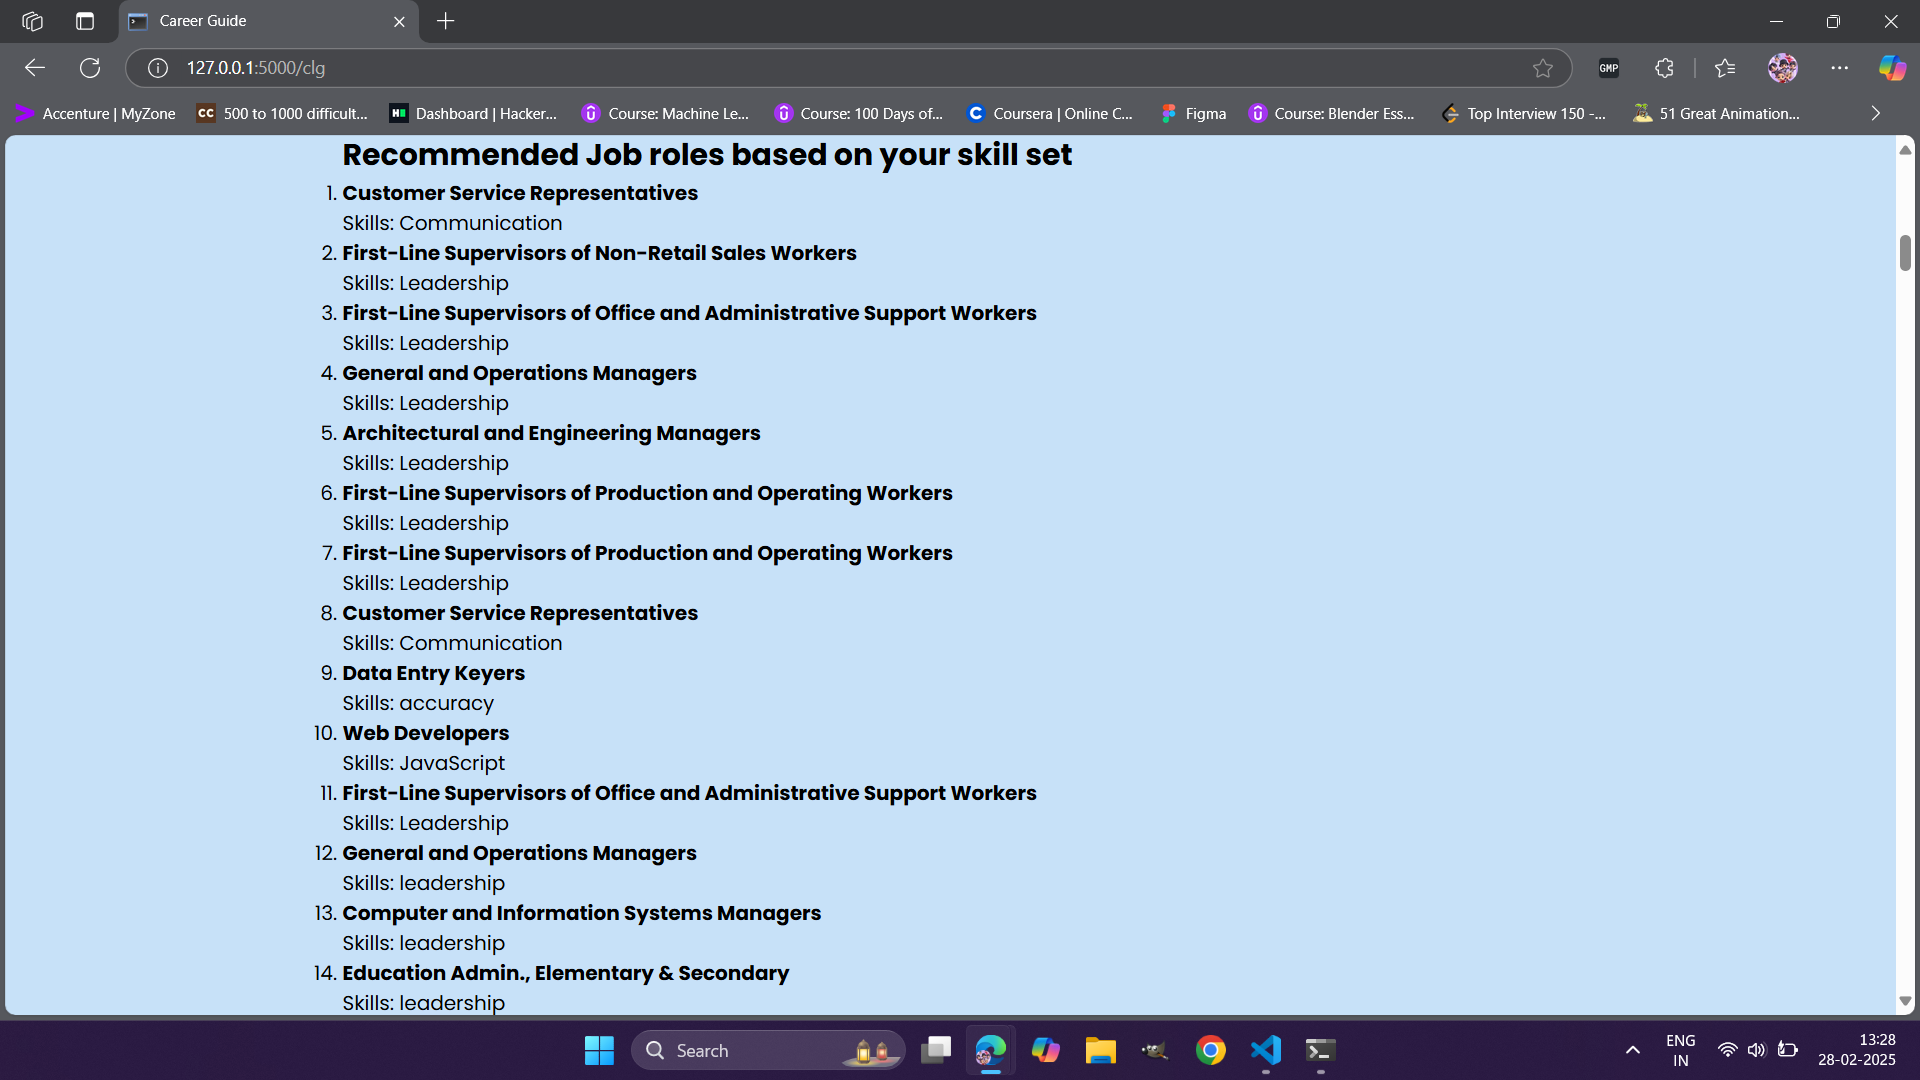 Career Guide
127.0.0.1:5000/clg
GMP
Accenture | MyZone
CC 500 to 1000 difficult...
Dashboard | Hacker...
Course: Machine Le...
Course: 100 Days of...
Coursera | Online C...
Figma
Course: Blender Ess...
Top Interview 150 -...
51 Great Animation...
Recommended Job roles based on your skill set
1. Customer Service Representatives
Skills: Communication
2. First-Line Supervisors of Non-Retail Sales Workers
Skills: Leadership
3. First-Line Supervisors of Office and Administrative Support Workers
Skills: Leadership
4. General and Operations Managers
Skills: Leadership
5. Architectural and Engineering Managers
Skills: Leadership
6. First-Line Supervisors of Production and Operating Workers
Skills: Leadership
7. First-Line Supervisors of Production and Operating Workers
Skills: Leadership
8. Customer Service Representatives
Skills: Communication
9. Data Entry Keyers
Skills: accuracy
10. Web Developers
Skills: JavaScript
11. First-Line Supervisors of Office and Administrative Support Workers
Skills: Leadership
12. General and Operations Managers
Skills: leadership
13. Computer and Information Systems Managers
Skills: leadership
14. Education Admin., Elementary & Secondary
Skills: leadership
Search
ENG
IN
13:28
28-02-2025